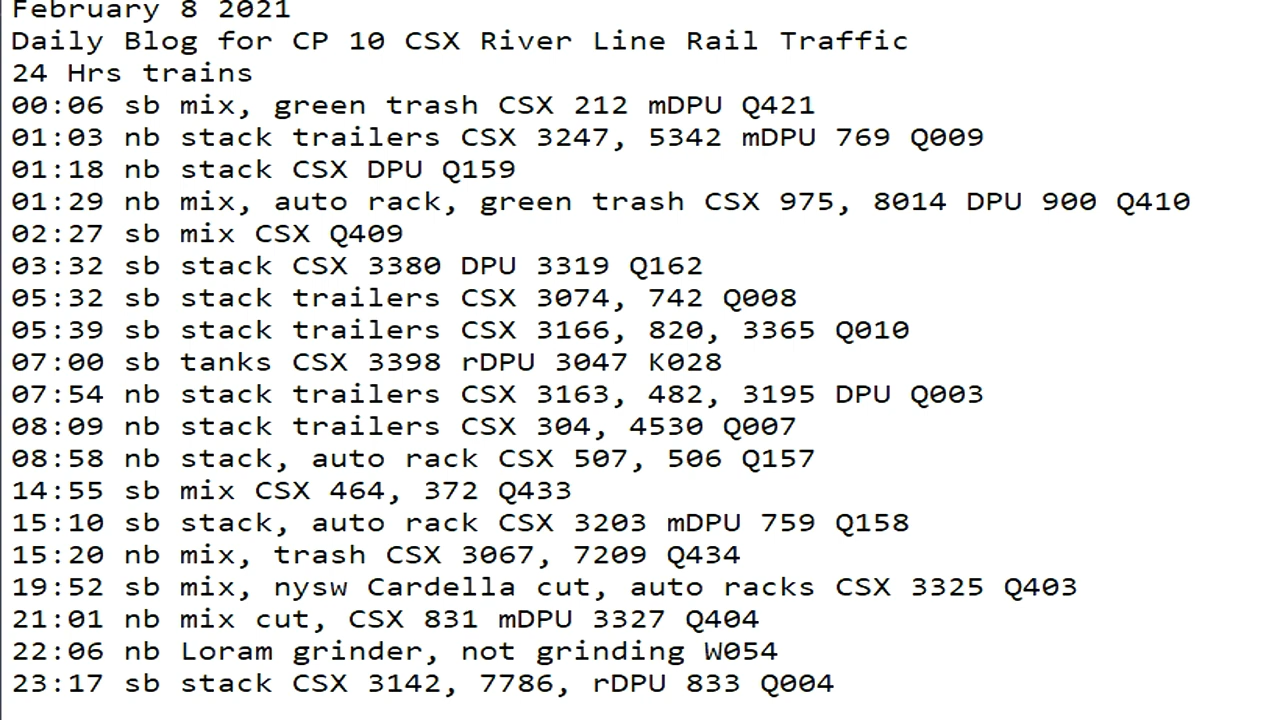 February 8 2021
Daily Blog for CP 10 CSX River Line Rail Traffic
24 Hrs trains
00:06 sb mix, green trash CSX 212 mDPU Q421
01:03 nb stack trailers CSX 3247, 5342 mDPU 769 Q009
01:18 nb stack CSX DPU Q159
01:29 nb mix, auto rack, green trash CSX 975, 8014 DPU 900 Q410
02:27 sb mix CSX Q409
03:32 sb stack CSX 3380 DPU 3319 Q162
05:32 sb stack trailers CSX 3074, 742 Q008
05:39 sb stack trailers CSX 3166, 820, 3365 Q010
07:00 sb tanks CSX 3398 rDPU 3047 K028
07:54 nb stack trailers CSX 3163, 482, 3195 DPU Q003
08:09 nb stack trailers CSX 304, 4530 Q007
08:58 nb stack, auto rack CSX 507, 506 Q157
14:55 sb mix CSX 464, 372 Q433
15:10 sb stack, auto rack CSX 3203 mDPU 759 Q158
15:20 nb mix, trash CSX 3067, 7209 Q434
19:52 sb mix, nysw Cardella cut, auto racks CSX 3325 Q403
21:01 nb mix cut, CSX 831 mDPU 3327 Q404
22:06 nb Loram grinder, not grinding W054
23:17 sb stack CSX 3142, 7786, rDPU 833 Q004